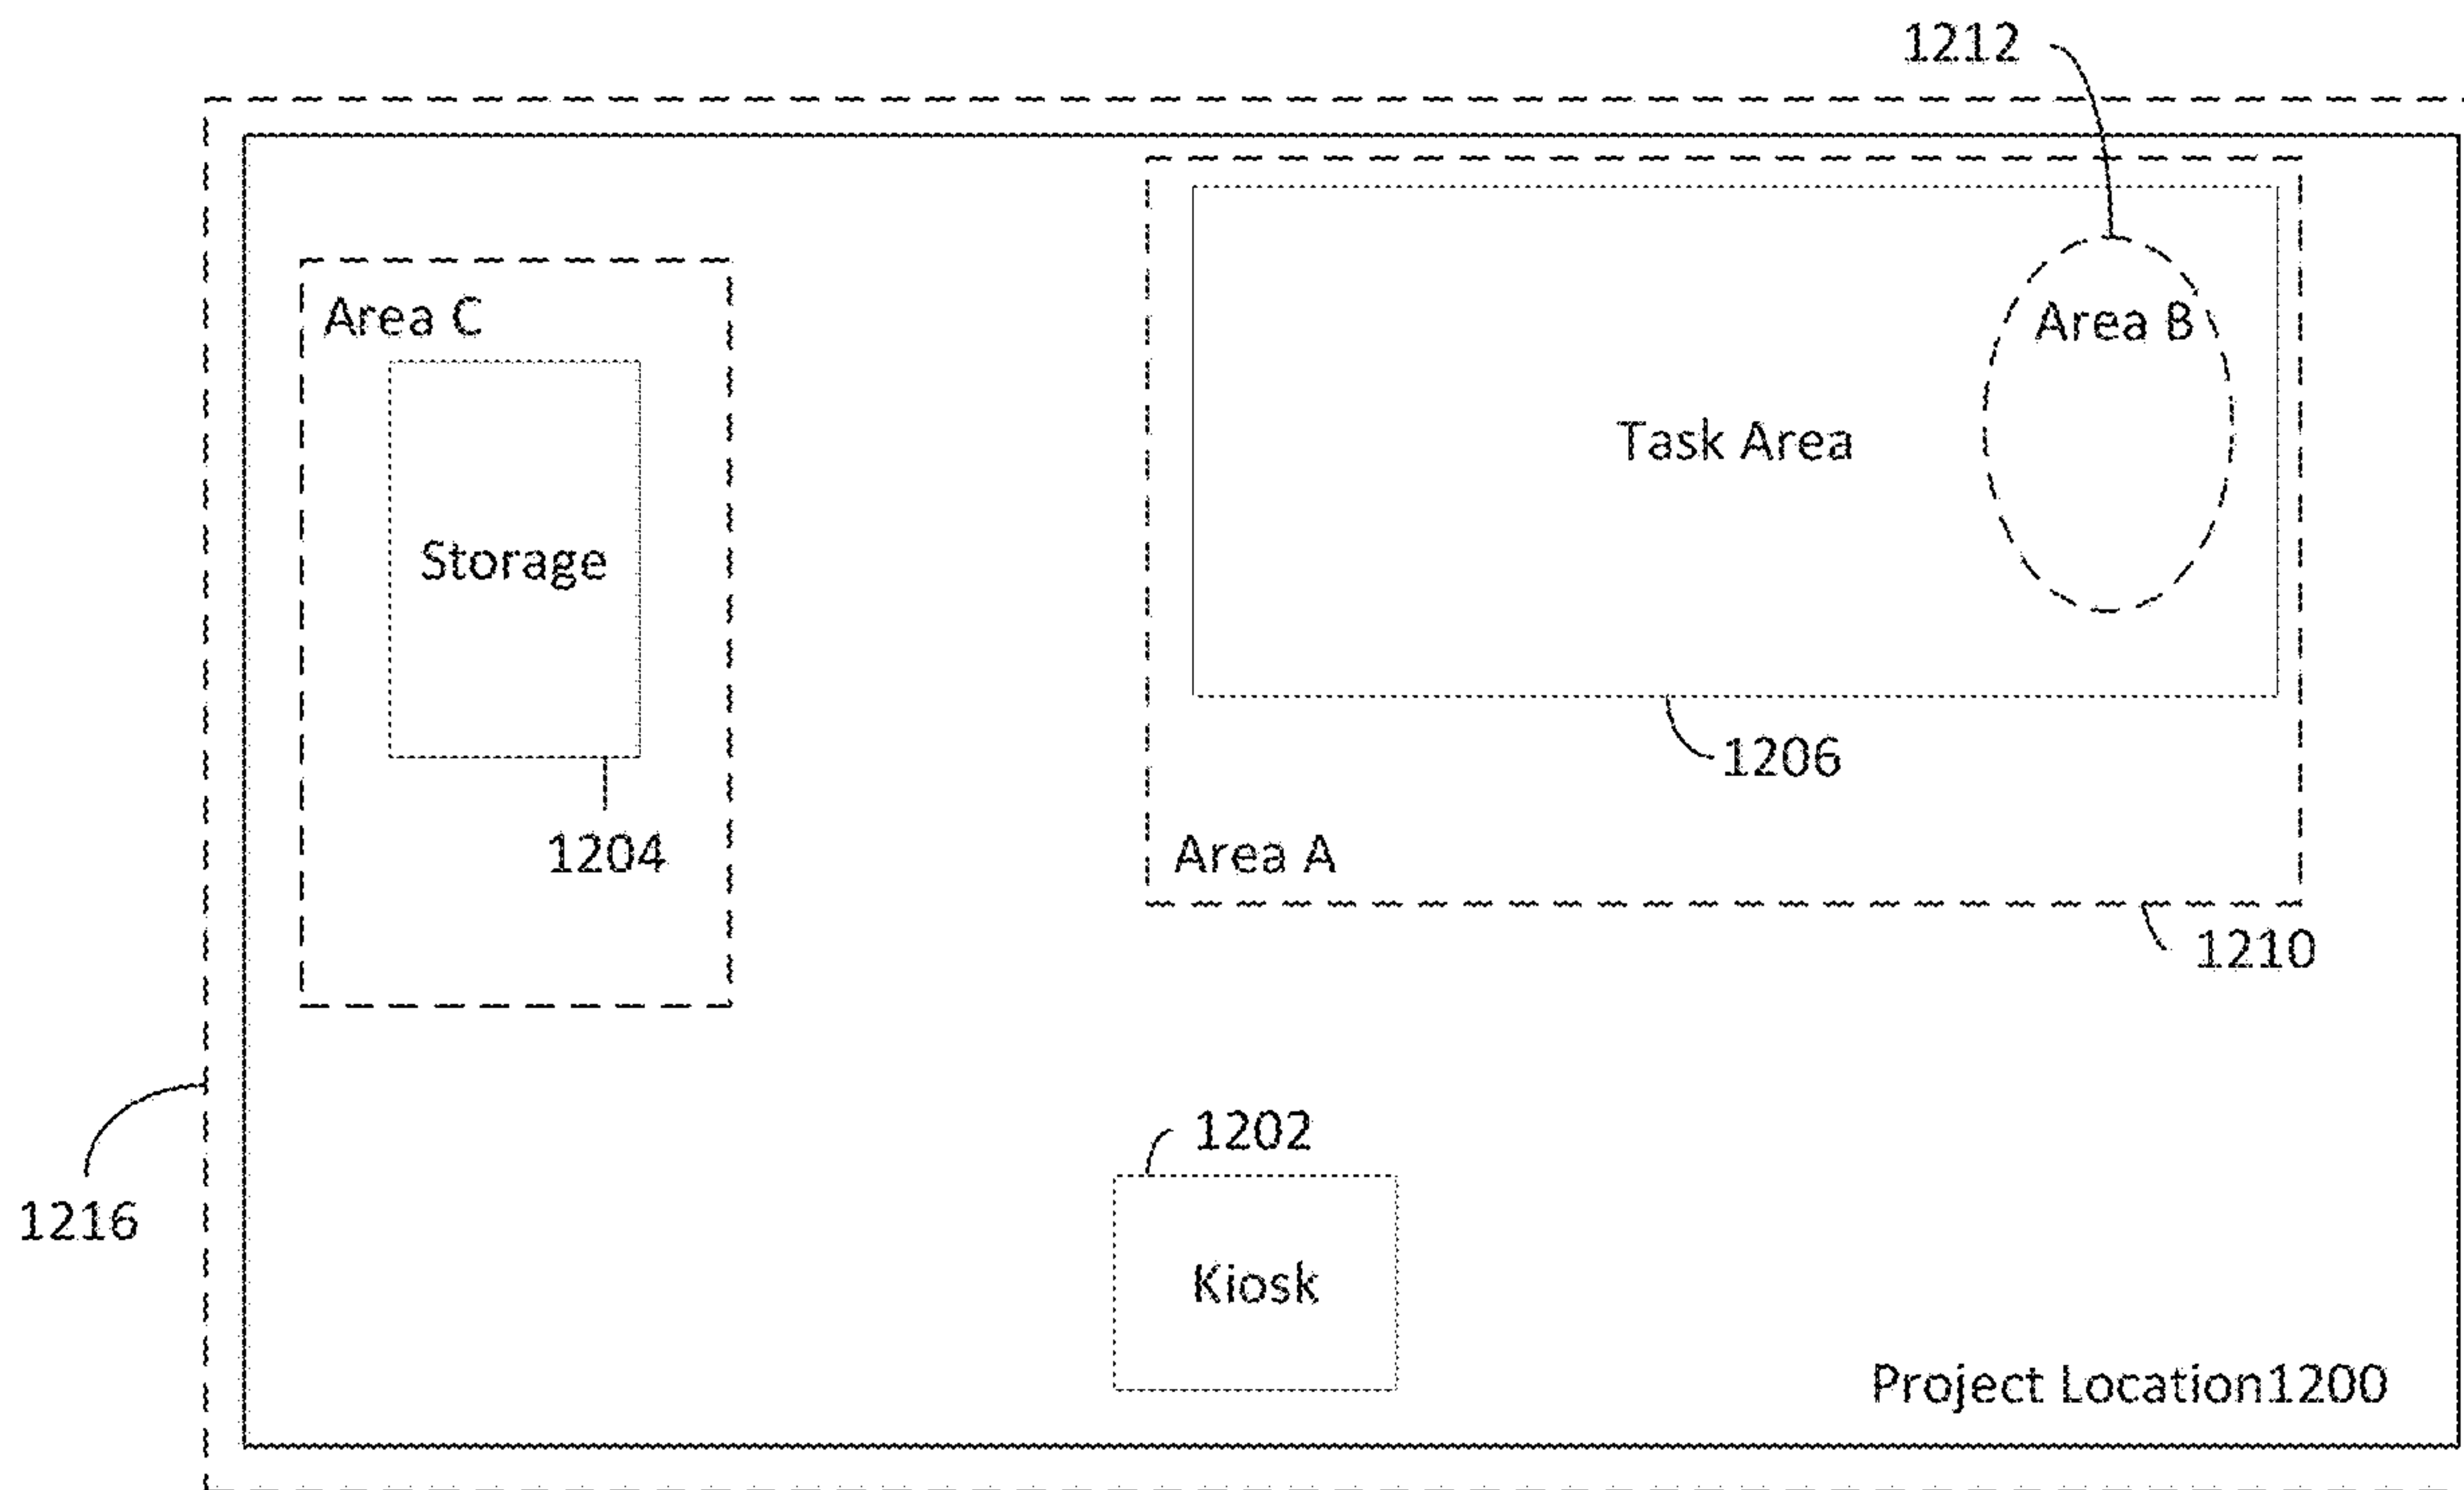 1212
Area C
Area B
Task Area
Storage
1206
1204
Area A
1210
1202
1216
Kiosk
Project Location1200